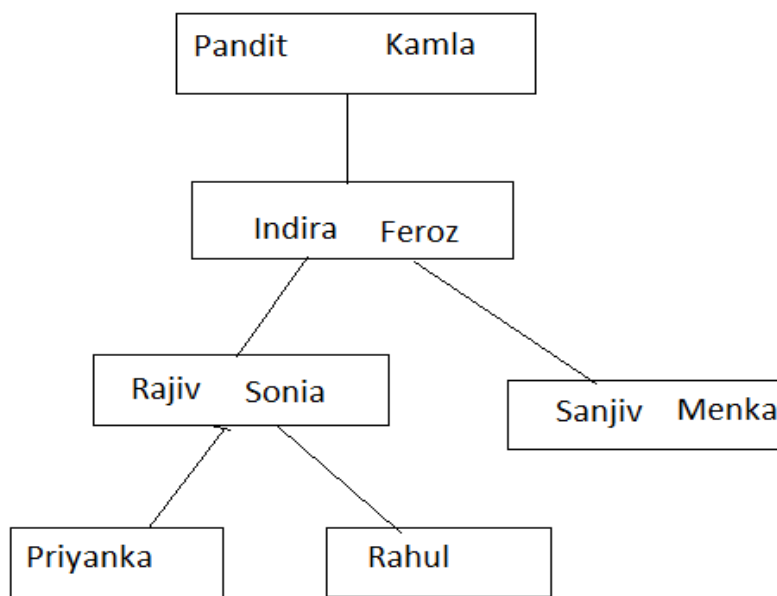 Pandit Kamla
Indira Feroz
Rajiv Sonia
Sanjiv Menka
Priyanka
Rahul